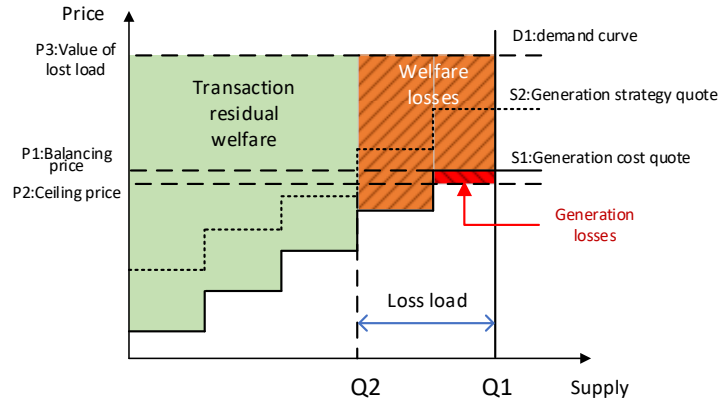 Price
P3:Value of
lost load
D1:demand curve
Transaction
residual
welfare
Welfare
losses
S2:Generation strategy quote
P1:Balancing
price
S1:Generation cost quote
P2:Ceiling price
Generation
losses
Loss load
Q2
Q1
Supply